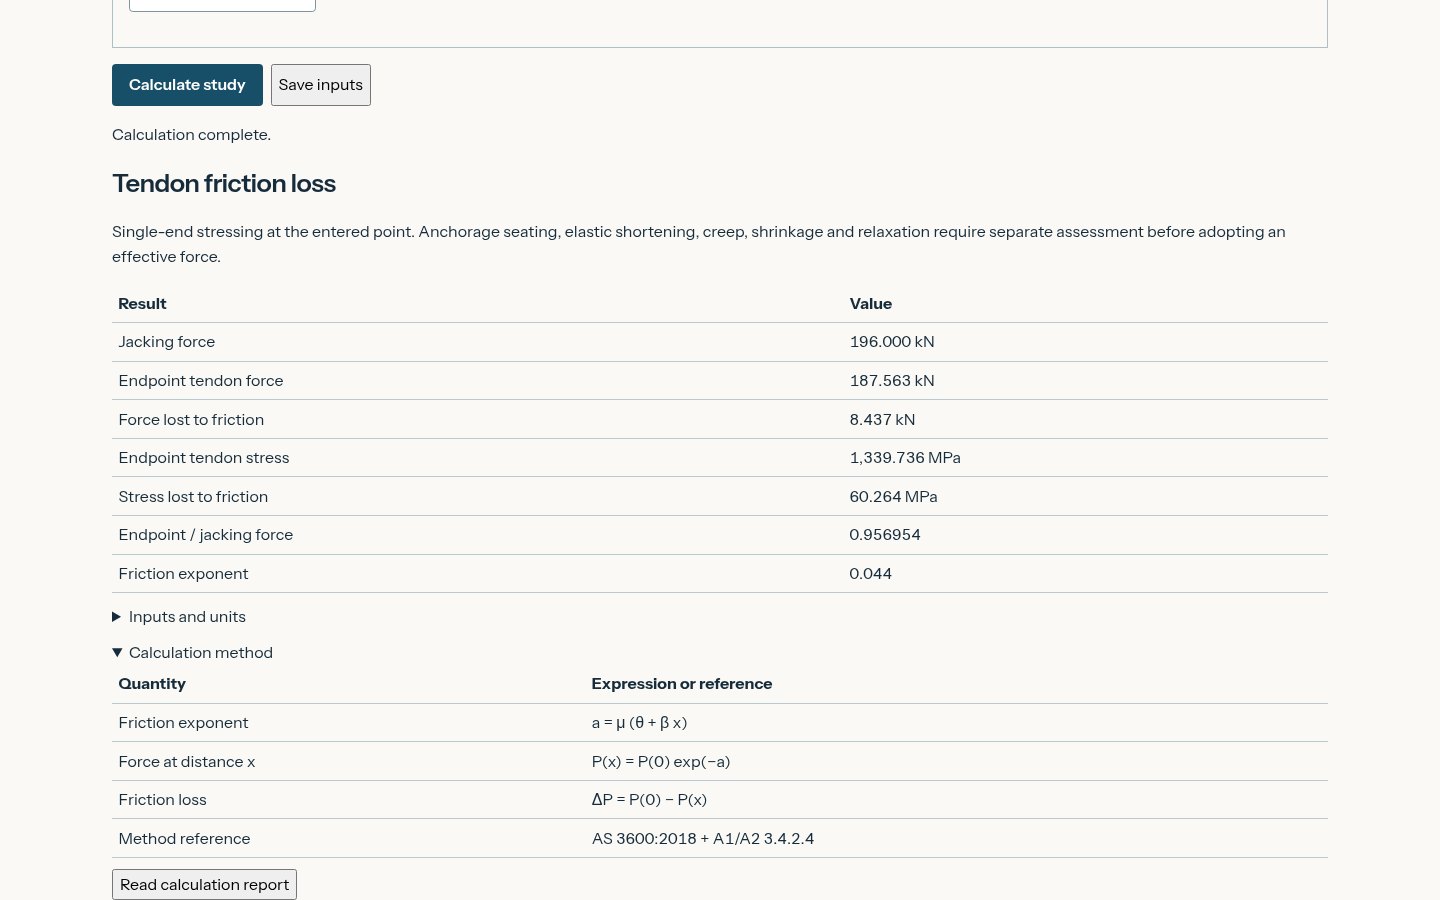 Calculate study Save inputs
Calculation complete.
Tendon friction loss
Single-end stressing at the entered point. Anchorage seating, elastic shortening, creep, shrinkage and relaxation require separate assessment before adopting an
effective force.
Result Value
Jacking force 196.000 kN
Endpoint tendon force 187.563 kN
Force lost to friction 8.437 kN
Endpoint tendon stress 1,339.736 MPa
Stress lost to friction 60.264 MPa
Endpoint / jacking force 0.956954
Friction exponent 0.044
Inputs and units
Calculation method
Quantity Expression or reference
Friction exponent a = μ (θ + β x)
Force at distance x P(x) = P(0) exp(−a)
Friction loss ΔP = P(0) − P(x)
Method reference AS 3600:2018 + A1/A2 3.4.2.4
Read calculation report